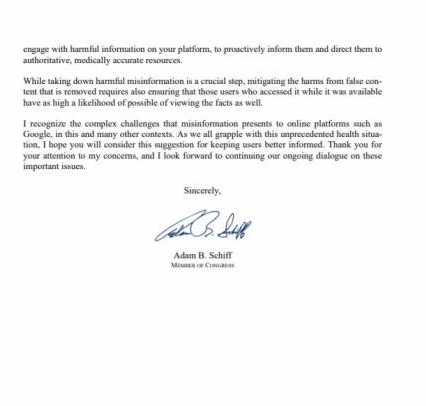 engage with harmful information on your platform, to proactively inform them and direct them to
authoritative, medically accurate resources.
While taking down harmful misinformation is a crucial step, mitigating the harms from false con-
tent that is removed requires also ensuring that those users who accessed it while it was available
have as high a likelihood of possible of viewing the facts as well.
I recognize the complex challenges that misinformation presents to online platforms such as
Google, in this and many other contexts. As we all grapple with this unprecedented health situa-
tion, I hope you will consider this suggestion for keeping users better informed. Thank you for
your attention to my concerns, and I look forward to continuing our ongoing dialogue on these
important issues.
Sincerely,
Adam B. Schiff
Adam B. Schiff
MEMBER OF CONGRESS